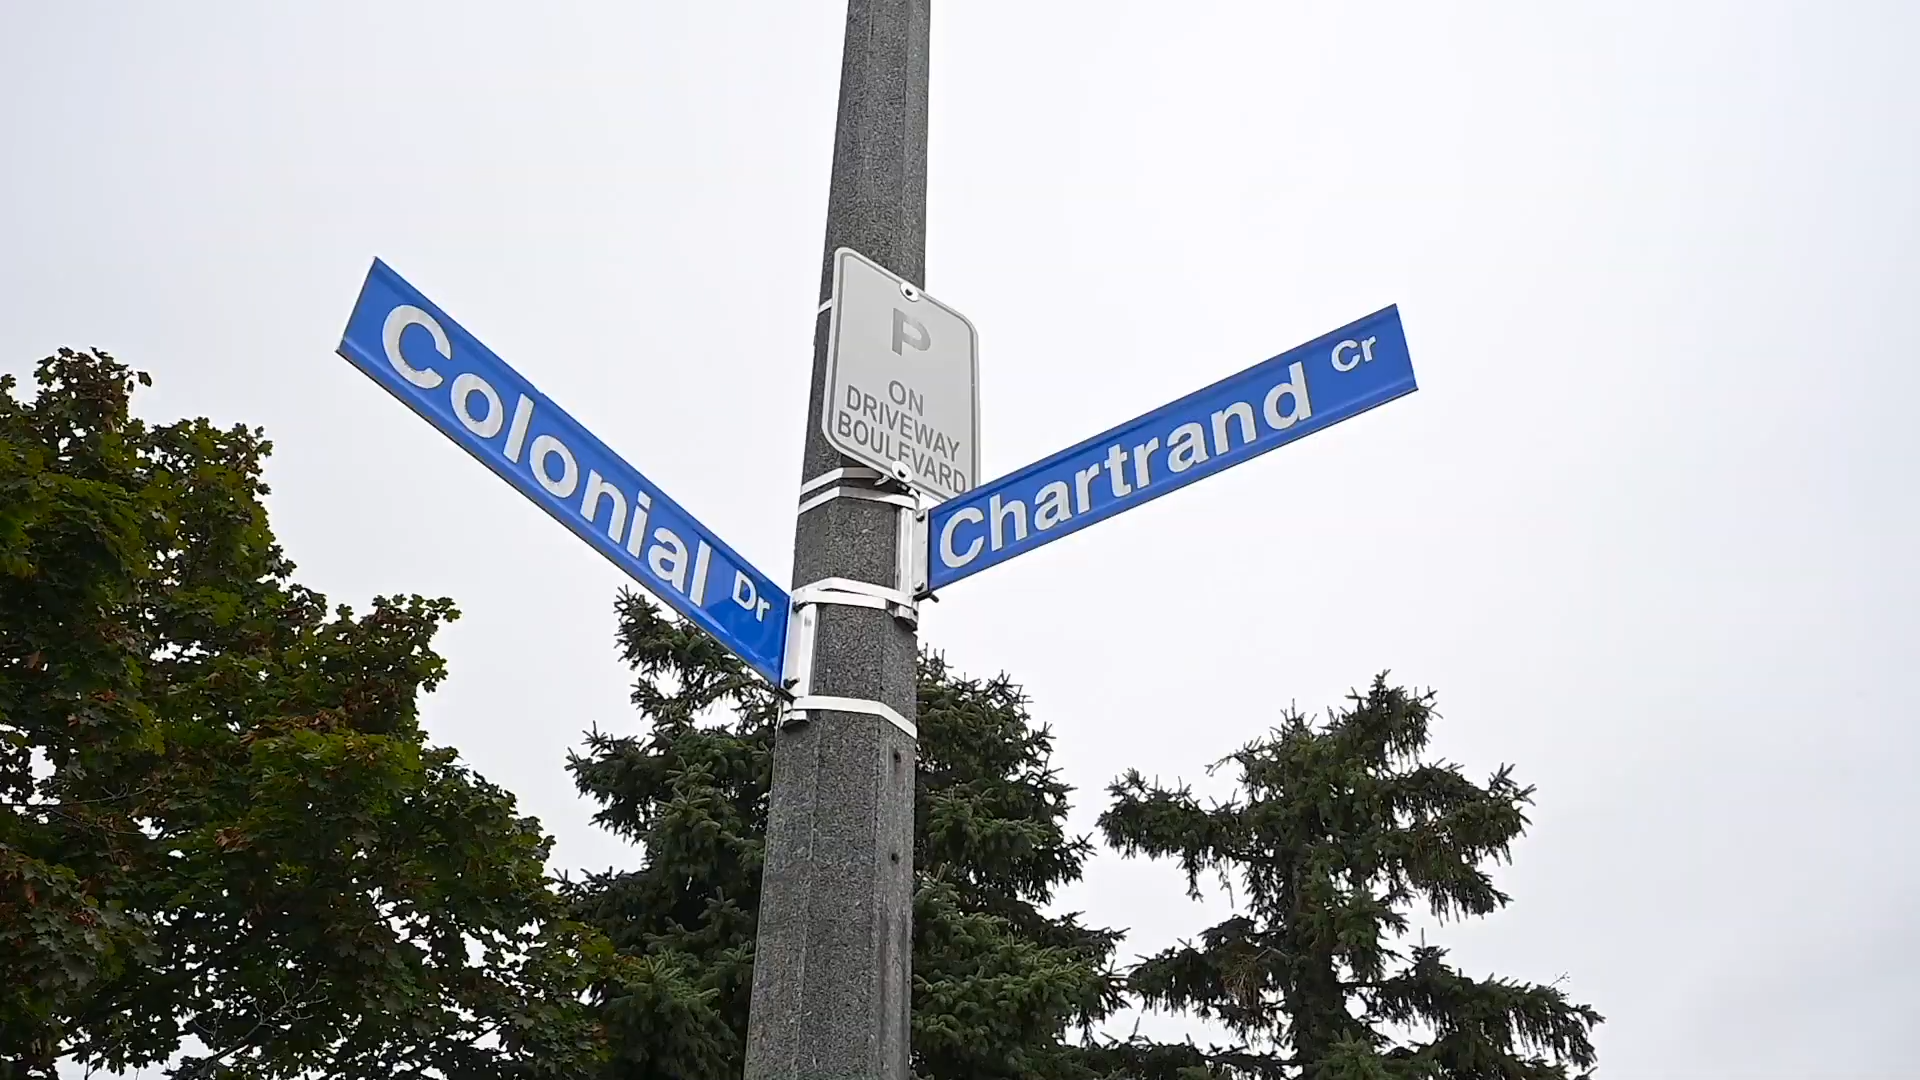 Colonial Dr
P
ON
DRIVEWAY
BOULEVARD
Chartrand Cr